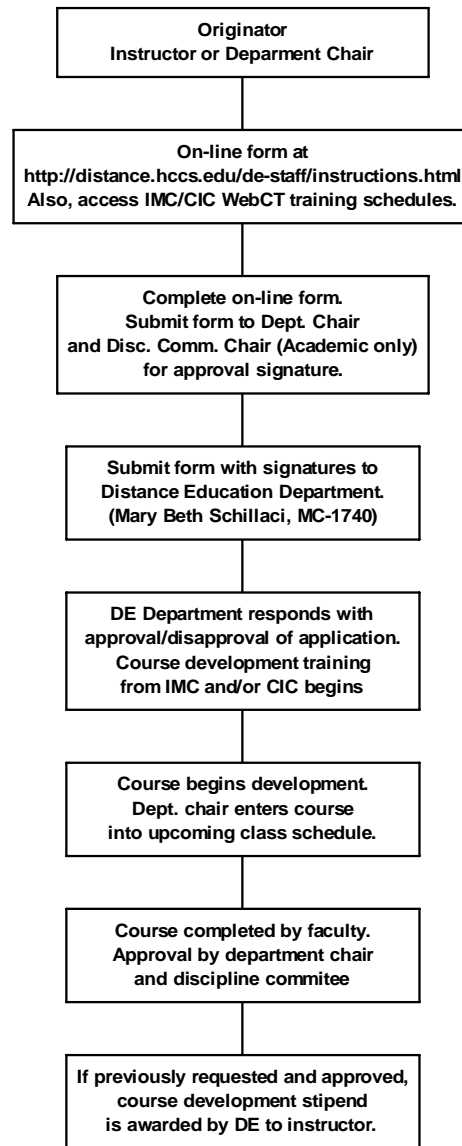 Originator
Instructor or Deparment Chair
On-line form at
http://distance.hccs.edu/de-staff/instructions.html
Also, access IMC/CIC WebCT training schedules.
Complete on-line form.
Submit form to Dept. Chair
and Disc. Comm. Chair (Academic only)
for approval signature.
Submit form with signatures to
Distance Education Department.
(Mary Beth Schillaci, MC-1740)
DE Department responds with
approval/disapproval of application.
Course development training
from IMC and/or CIC begins
Course begins development.
Dept. chair enters course
into upcoming class schedule.
Course completed by faculty.
Approval by department chair
and discipline commitee
If previously requested and approved,
course development stipend
is awarded by DE to instructor.